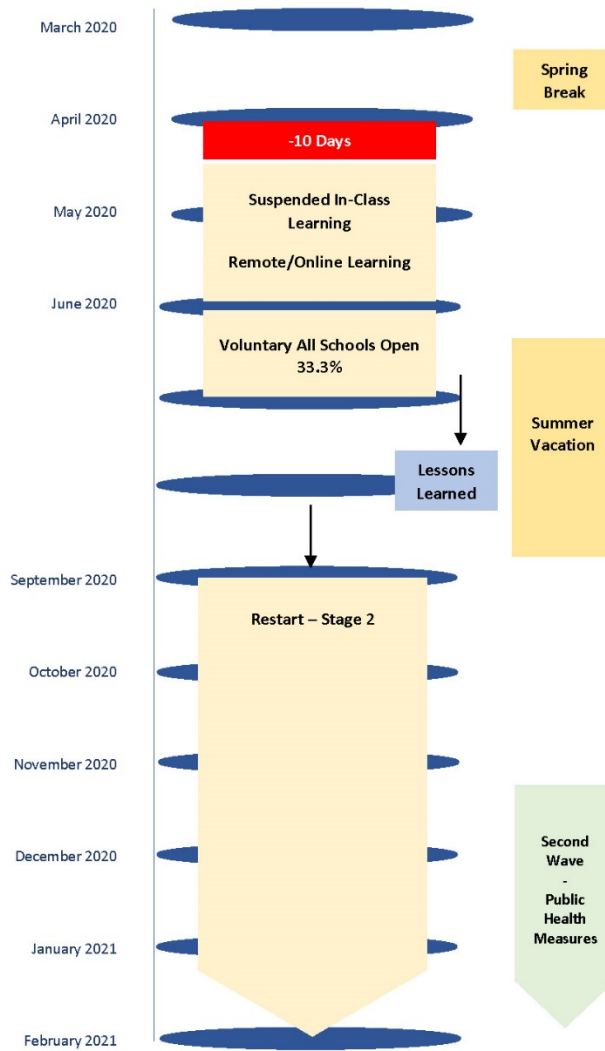 March 2020
Spring
Break
April 2020
-10 Days
Suspended In-Class
Learning
May 2020
Remote/Online Learning
June 2020
Voluntary All Schools Open
33.3%
Summer
Vacation
Lessons
Learned
September 2020
Restart – Stage 2
October 2020
November 2020
Second
Wave
-
Public
Health
Measures
December 2020
January 2021
February 2021